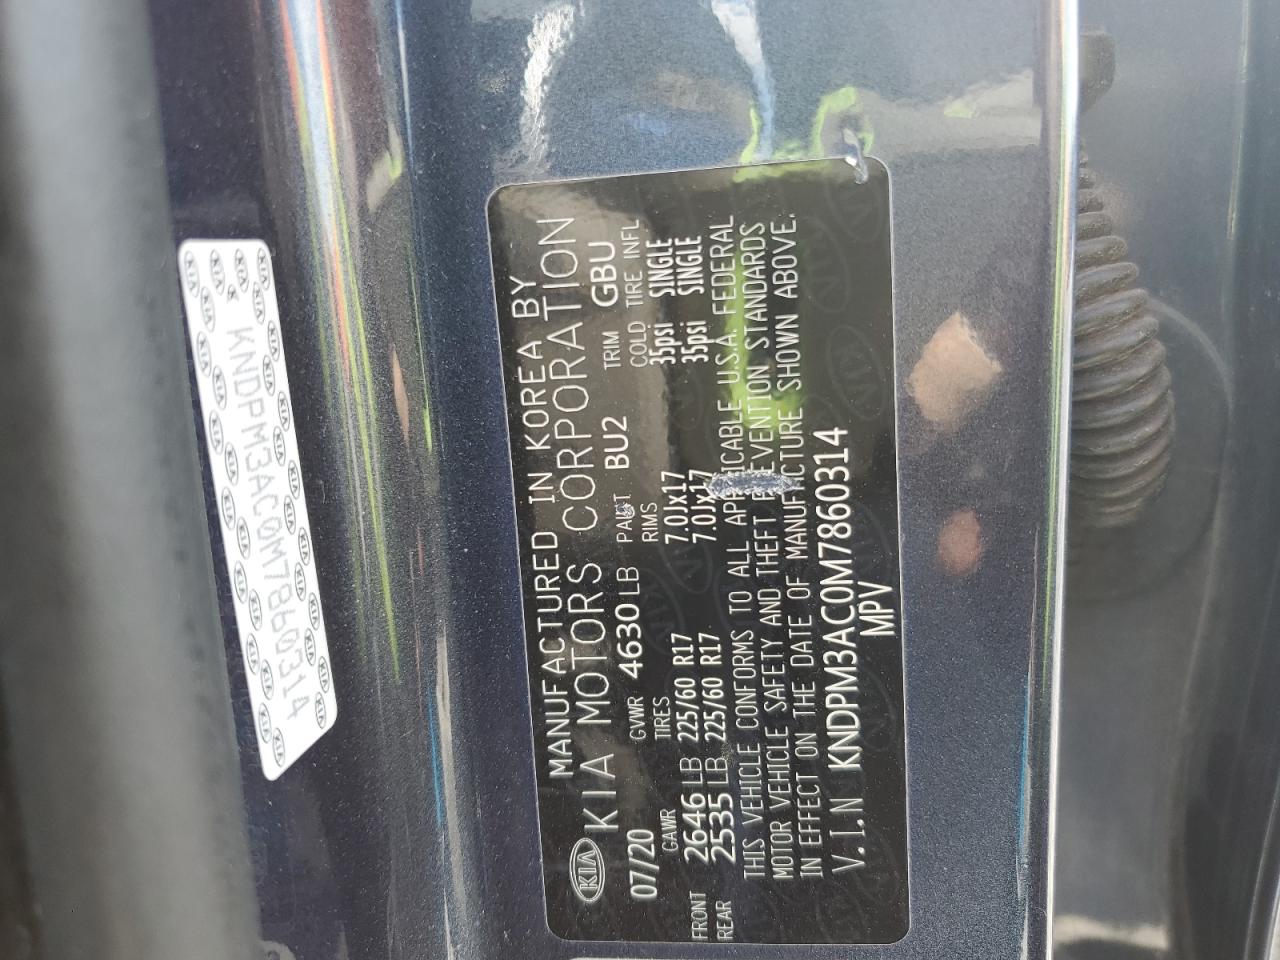 KNDPM3AC0M7860314
MANUFACTURED IN KOREA BY
KIA KIA MOTORS CORPORATION
07/20 GVWR 4630 LB PAINT BU2 TRIM GBU
GAWR TIRES RIMS COLD TIRE INFL
FRONT 2646 LB 225/60 R17 7.0Jx17 35psi SINGLE
REAR 2535 LB 225/60 R17 7.0Jx17 35psi SINGLE
THIS VEHICLE CONFORMS TO ALL APPLICABLE U.S.A. FEDERAL
MOTOR VEHICLE SAFETY AND THEFT PREVENTION STANDARDS
IN EFFECT ON THE DATE OF MANUFACTURE SHOWN ABOVE.
V.I.N KNDPM3AC0M7860314
MPV